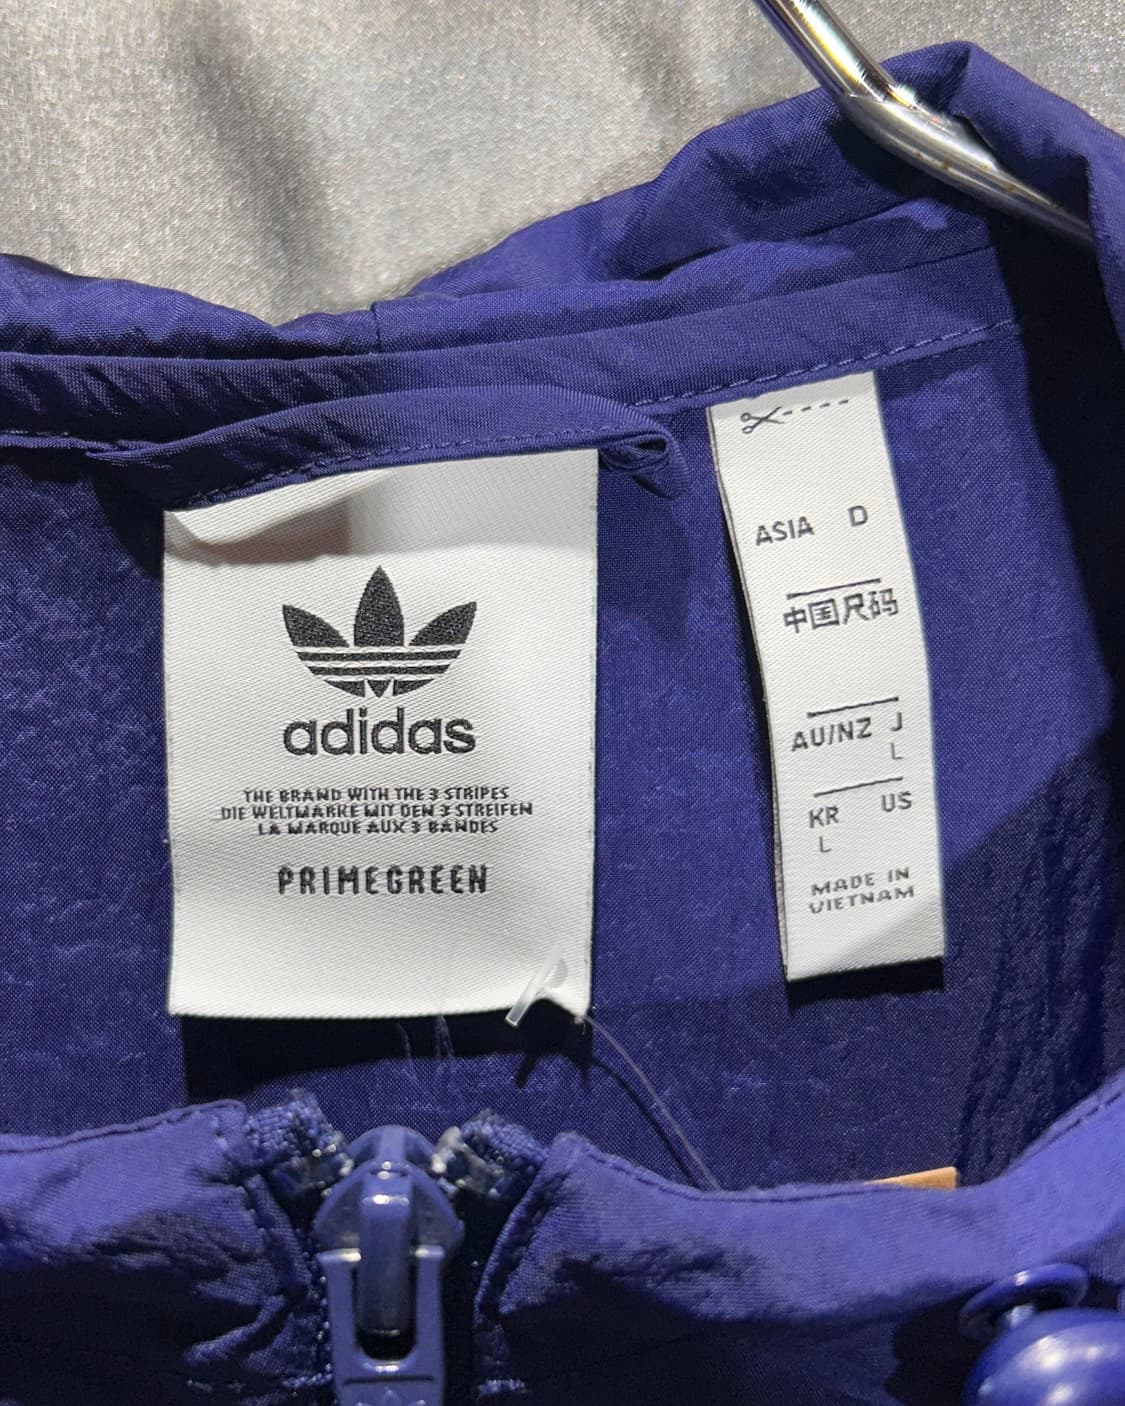 adidas
THE BRAND WITH THE 3 STRIPES
DIE WELTMARKE MIT DEN 3 STREIFEN
LA MARQUE AUX 3 BANDES
PRIMEGREEN
ASIA D
中国尺码
AU/NZ J
L
KR US
L
MADE IN
VIETNAM